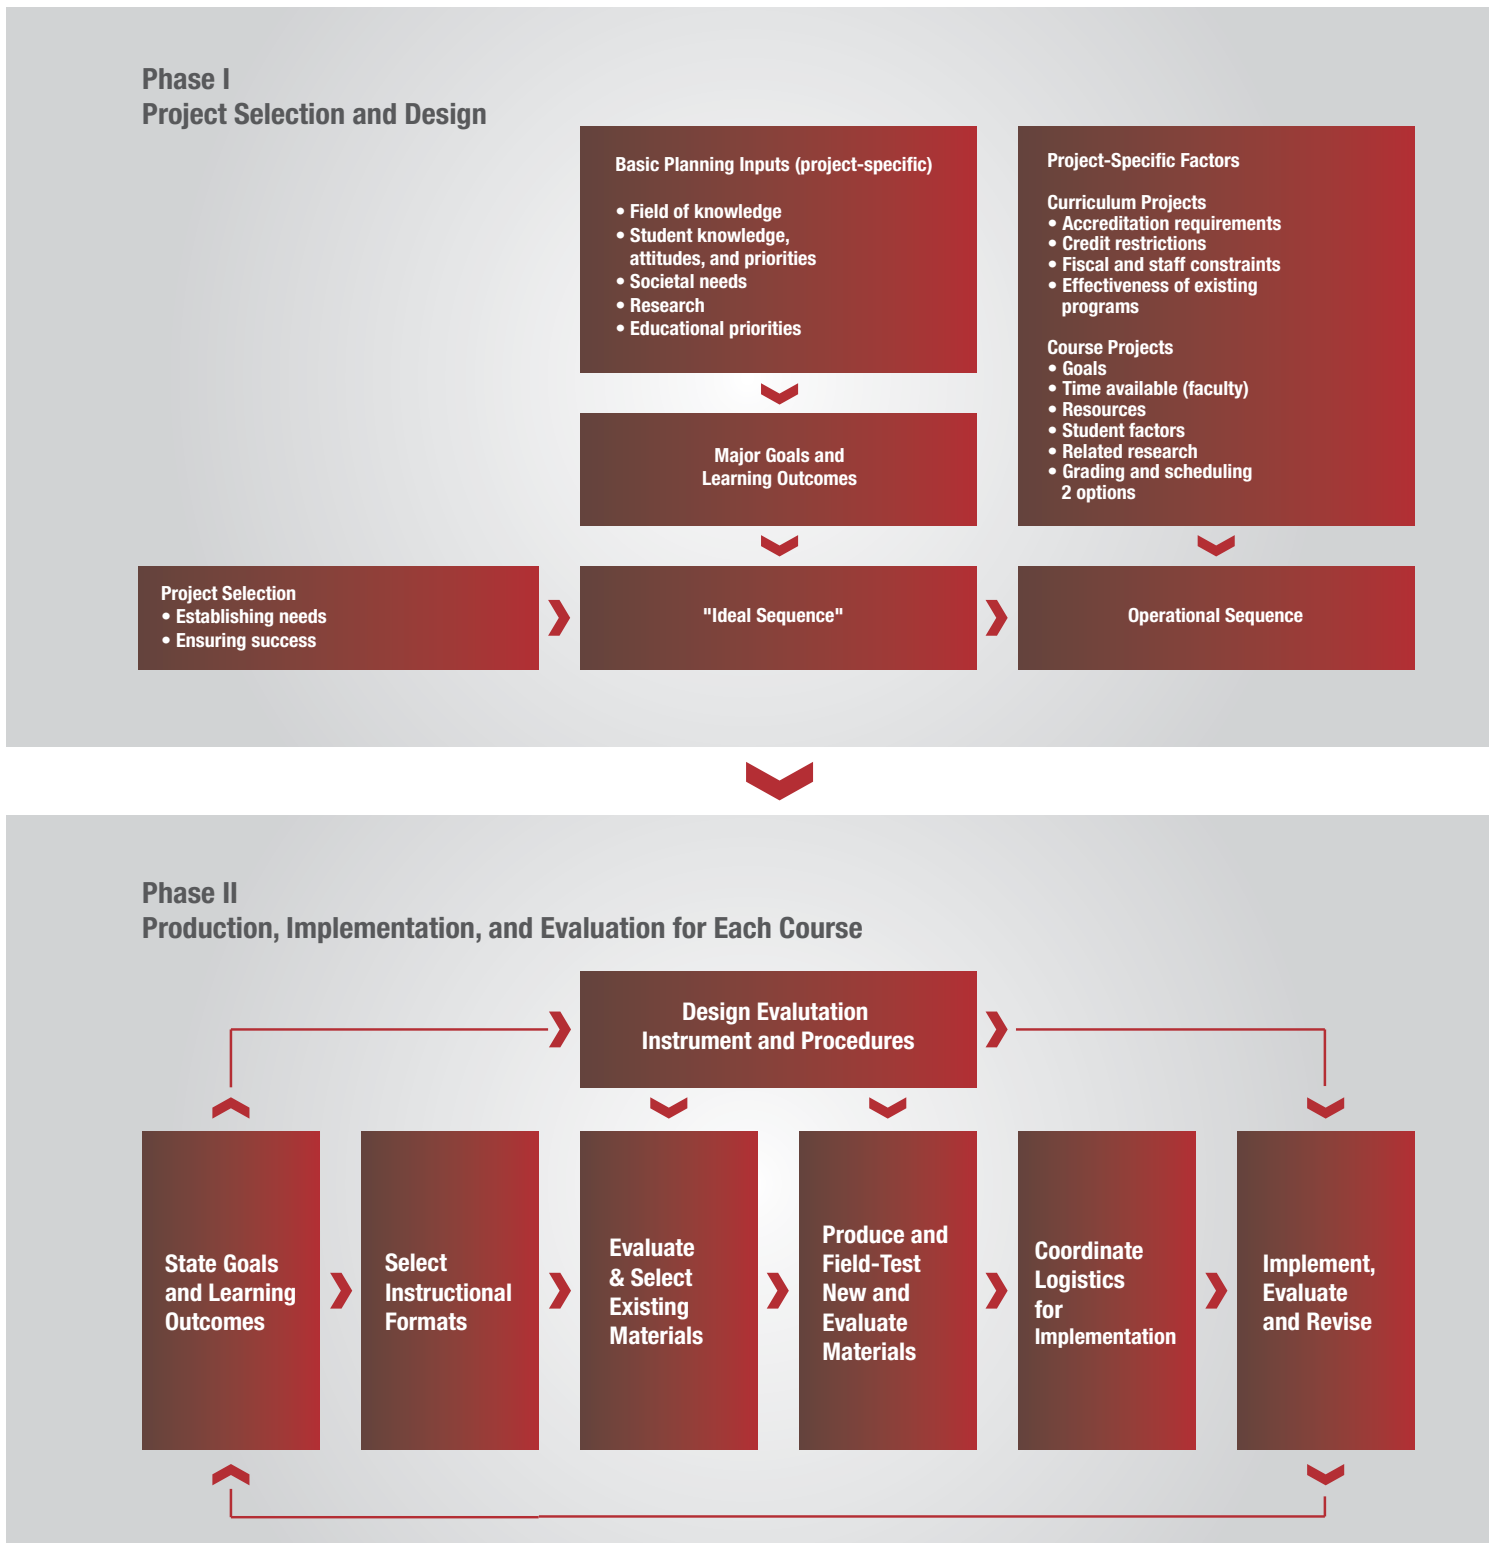 Phase I
Project Selection and Design
Basic Planning Inputs (project-specific)
• Field of knowledge
• Student knowledge,
attitudes, and priorities
• Societal needs
• Research
• Educational priorities
Project-Specific Factors
Curriculum Projects
• Accreditation requirements
• Credit restrictions
• Fiscal and staff constraints
• Effectiveness of existing
programs
Course Projects
• Goals
• Time available (faculty)
• Resources
• Student factors
• Related research
• Grading and scheduling
2 options
Major Goals and
Learning Outcomes
Project Selection
• Establishing needs
• Ensuring success
"Ideal Sequence"
Operational Sequence
Phase II
Production, Implementation, and Evaluation for Each Course
Design Evalutation
Instrument and Procedures
State Goals
and Learning
Outcomes
Select
Instructional
Formats
Evaluate
& Select
Existing
Materials
Produce and
Field-Test
New and
Evaluate
Materials
Coordinate
Logistics
for
Implementation
Implement,
Evaluate
and Revise